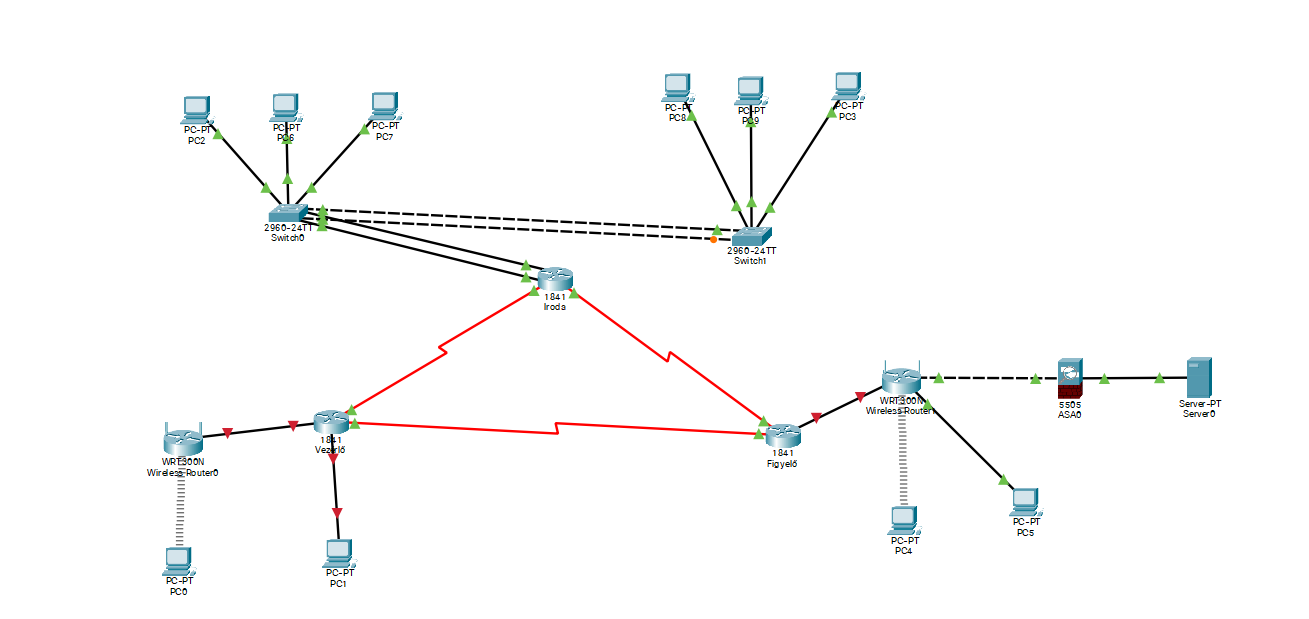 PC-PT
PC2
PC-PT
PC6
PC-PT
PC7
PC-PT
PC8
PC-PT
PC9
PC-PT
PC3
2960-24TT
Switch0
2960-24TT
Switch1
1841
Iroda
WRT300N
Wireless Router0
1841
Vezérlő
1841
Figyelő
WRT300N
Wireless Router1
5505
ASA0
Server-PT
Server0
PC-PT
PC0
PC-PT
PC1
PC-PT
PC4
PC-PT
PC5